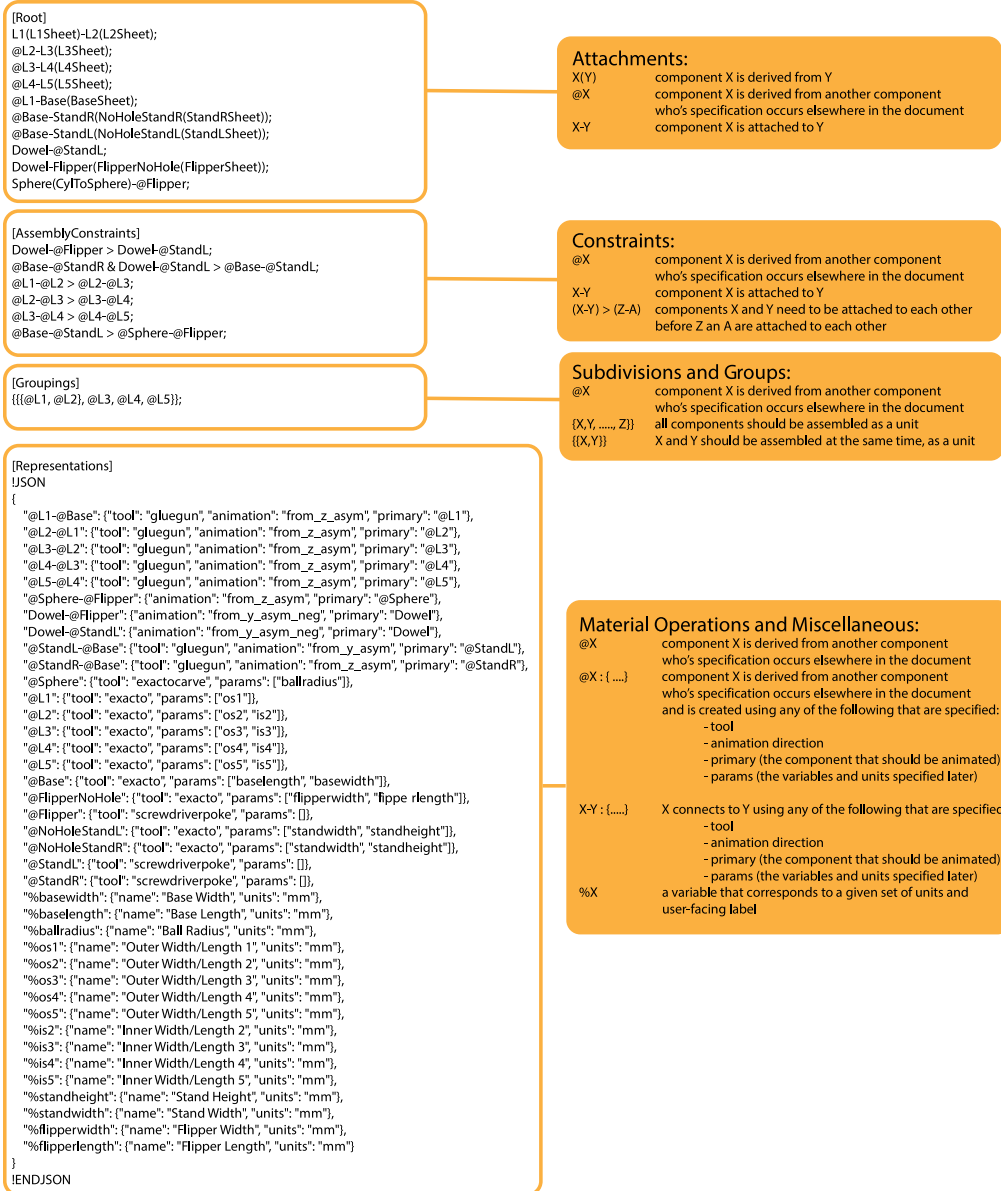 [Root]
L1(L1Sheet)-L2(L2Sheet);
@L2-L3(L3Sheet);
@L3-L4(L4Sheet);
@L4-L5(L5Sheet);
@L1-Base(BaseSheet);
@Base-StandR(NoHoleStandR(StandRSheet));
@Base-StandL(NoHoleStandL(StandLSheet));
Dowel-@StandL;
Dowel-Flipper(FlipperNoHole(FlipperSheet));
Sphere(CylToSphere)-@Flipper;
Attachments:
X(Y) component X is derived from Y
@X component X is derived from another component
who's specification occurs elsewhere in the document
X-Y component X is attached to Y
[AssemblyConstraints]
Dowel-@Flipper > Dowel-@StandL;
@Base-@StandR & Dowel-@StandL > @Base-@StandL;
@L1-@L2 > @L2-@L3;
@L2-@L3 > @L3-@L4;
@L3-@L4 > @L4-@L5;
@Base-@StandL > @Sphere-@Flipper;
Constraints:
@X component X is derived from another component
who's specification occurs elsewhere in the document
X-Y component X is attached to Y
(X-Y) > (Z-A) components X and Y need to be attached to each other
before Z an A are attached to each other
[Groupings]
{{{@L1, @L2}, @L3, @L4, @L5}};
Subdivisions and Groups:
@X component X is derived from another component
who's specification occurs elsewhere in the document
{X,Y, ....., Z}} all components should be assembled as a unit
{{X,Y}} X and Y should be assembled at the same time, as a unit
[Representations]
!JSON
{
"@L1-@Base": {"tool": "gluegun", "animation": "from_z_asym", "primary": "@L1"},
"@L2-@L1": {"tool": "gluegun", "animation": "from_z_asym", "primary": "@L2"},
"@L3-@L2": {"tool": "gluegun", "animation": "from_z_asym", "primary": "@L3"},
"@L4-@L3": {"tool": "gluegun", "animation": "from_z_asym", "primary": "@L4"},
"@L5-@L4": {"tool": "gluegun", "animation": "from_z_asym", "primary": "@L5"},
"@Sphere-@Flipper": {"animation": "from_z_asym", "primary": "@Sphere"},
"Dowel-@Flipper": {"animation": "from_y_asym_neg", "primary": "Dowel"},
"Dowel-@StandL": {"animation": "from_y_asym_neg", "primary": "Dowel"},
"@StandL-@Base": {"tool": "gluegun", "animation": "from_y_asym", "primary": "@StandL"},
"@StandR-@Base": {"tool": "gluegun", "animation": "from_z_asym", "primary": "@StandR"},
"@Sphere": {"tool": "exactocarve", "params": ["ballradius"]},
"@L1": {"tool": "exacto", "params": ["os1"]},
"@L2": {"tool": "exacto", "params": ["os2", "is2"]},
"@L3": {"tool": "exacto", "params": ["os3", "is3"]},
"@L4": {"tool": "exacto", "params": ["os4", "is4"]},
"@L5": {"tool": "exacto", "params": ["os5", "is5"]},
"@Base": {"tool": "exacto", "params": ["baselength", "basewidth"]},
"@FlipperNoHole": {"tool": "exacto", "params": ["flipperwidth", "fippe rlength"]},
"@Flipper": {"tool": "screwdriverpoke", "params": []},
"@NoHoleStandL": {"tool": "exacto", "params": ["standwidth", "standheight"]},
"@NoHoleStandR": {"tool": "exacto", "params": ["standwidth", "standheight"]},
"@StandL": {"tool": "screwdriverpoke", "params": []},
"@StandR": {"tool": "screwdriverpoke", "params": []},
"%basewidth": {"name": "Base Width", "units": "mm"},
"%baselength": {"name": "Base Length", "units": "mm"},
"%ballradius": {"name": "Ball Radius", "units": "mm"},
"%os1": {"name": "Outer Width/Length 1", "units": "mm"},
"%os2": {"name": "Outer Width/Length 2", "units": "mm"},
"%os3": {"name": "Outer Width/Length 3", "units": "mm"},
"%os4": {"name": "Outer Width/Length 4", "units": "mm"},
"%os5": {"name": "Outer Width/Length 5", "units": "mm"},
"%is2": {"name": "Inner Width/Length 2", "units": "mm"},
"%is3": {"name": "Inner Width/Length 3", "units": "mm"},
"%is4": {"name": "Inner Width/Length 4", "units": "mm"},
"%is5": {"name": "Inner Width/Length 5", "units": "mm"},
"%standheight": {"name": "Stand Height", "units": "mm"},
"%standwidth": {"name": "Stand Width", "units": "mm"},
"%flipperwidth": {"name": "Flipper Width", "units": "mm"},
"%flipperlength": {"name": "Flipper Length", "units": "mm"}
}
!ENDJSON
Material Operations and Miscellaneous:
@X component X is derived from another component
who's specification occurs elsewhere in the document
@X : { ....} component X is derived from another component
who's specification occurs elsewhere in the document
and is created using any of the following that are specified:
- tool
- animation direction
- primary (the component that should be animated)
- params (the variables and units specified later)
X-Y : {.....} X connects to Y using any of the following that are specified
- tool
- animation direction
- primary (the component that should be animated)
- params (the variables and units specified later)
%X a variable that corresponds to a given set of units and
user-facing label